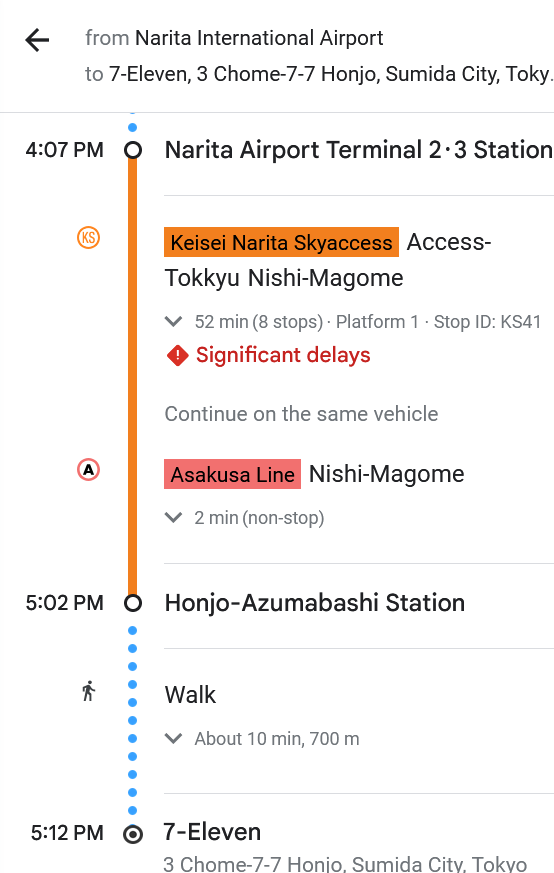 from Narita International Airport
to 7-Eleven, 3 Chome-7-7 Honjo, Sumida City, Toky.
4:07 PM Narita Airport Terminal 2·3 Station
KS Keisei Narita Skyaccess Access-
Tokkyu Nishi-Magome
52 min (8 stops) · Platform 1 · Stop ID: KS41
Significant delays
Continue on the same vehicle
A Asakusa Line Nishi-Magome
2 min (non-stop)
5:02 PM Honjo-Azumabashi Station
Walk
About 10 min, 700 m
5:12 PM 7-Eleven
3 Chome-7-7 Honjo, Sumida City, Tokyo